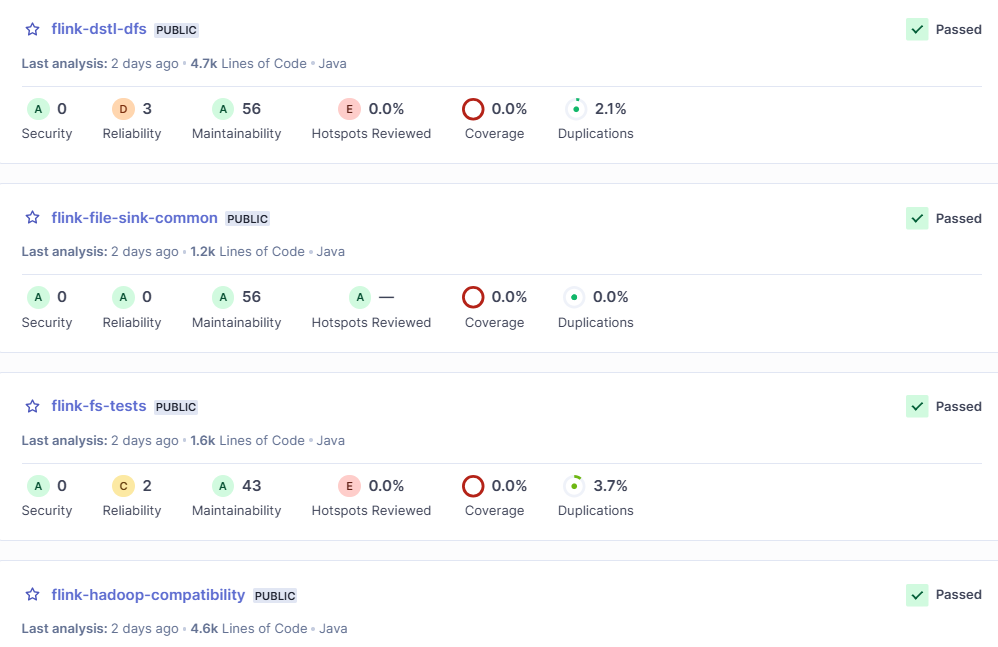 flink-dstl-dfs PUBLIC Passed
Last analysis: 2 days ago • 4.7k Lines of Code • Java
A 0 D 3 A 56 E 0.0% 0.0% 2.1%
Security Reliability Maintainability Hotspots Reviewed Coverage Duplications
flink-file-sink-common PUBLIC Passed
Last analysis: 2 days ago • 1.2k Lines of Code • Java
A 0 A 0 A 56 A — 0.0% 0.0%
Security Reliability Maintainability Hotspots Reviewed Coverage Duplications
flink-fs-tests PUBLIC Passed
Last analysis: 2 days ago • 1.6k Lines of Code • Java
A 0 C 2 A 43 E 0.0% 0.0% 3.7%
Security Reliability Maintainability Hotspots Reviewed Coverage Duplications
flink-hadoop-compatibility PUBLIC Passed
Last analysis: 2 days ago • 4.6k Lines of Code • Java